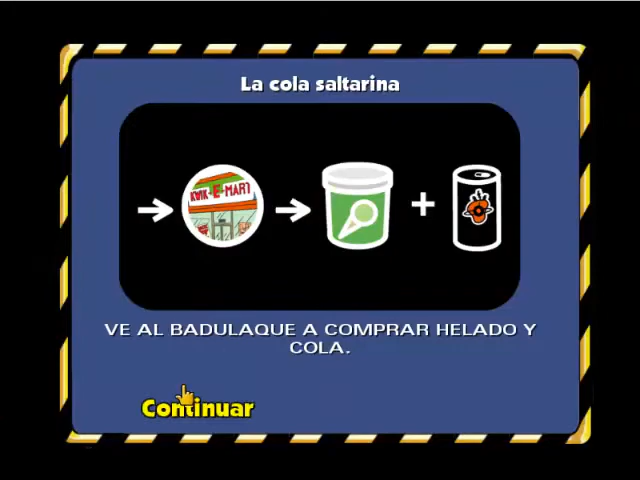 La cola saltarina
KWIK-E-MART
VE AL BADULAQUE A COMPRAR HELADO Y
COLA.
Continuar